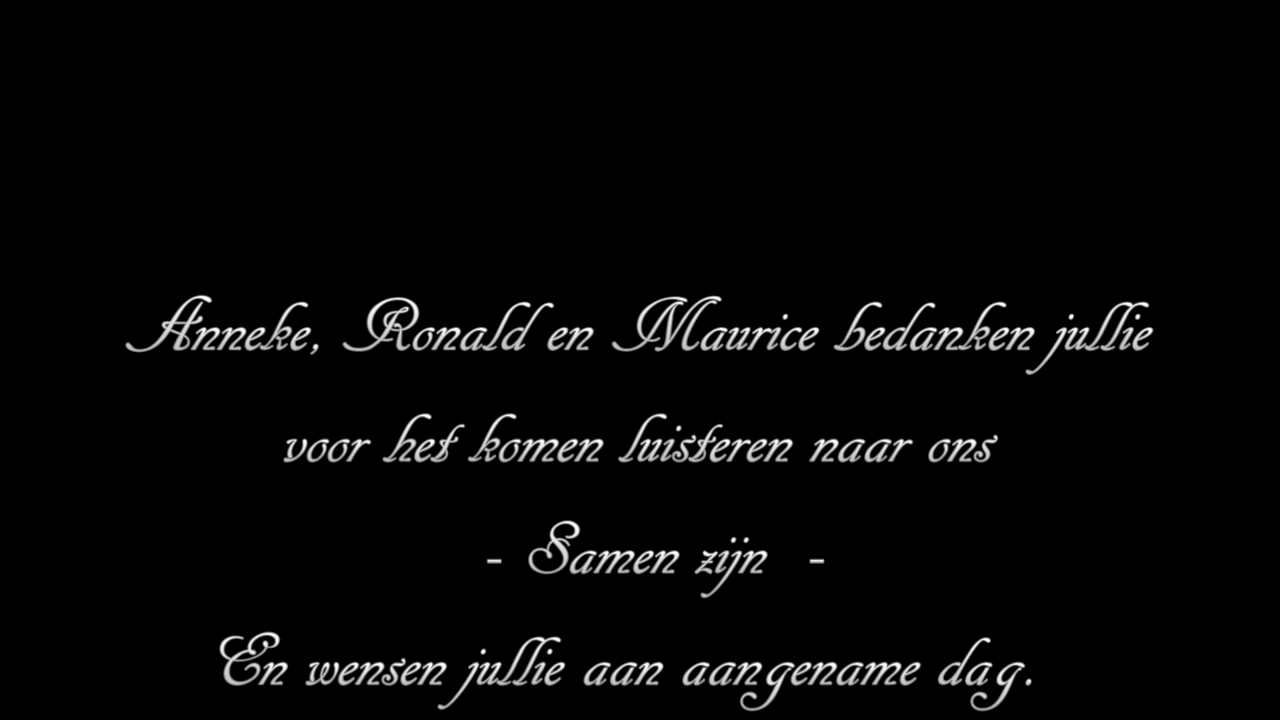 Anneke, Ronald en Maurice bedanken jullie
voor het komen luisteren naar ons
- Samen zijn -
En wensen jullie aan aangename dag.